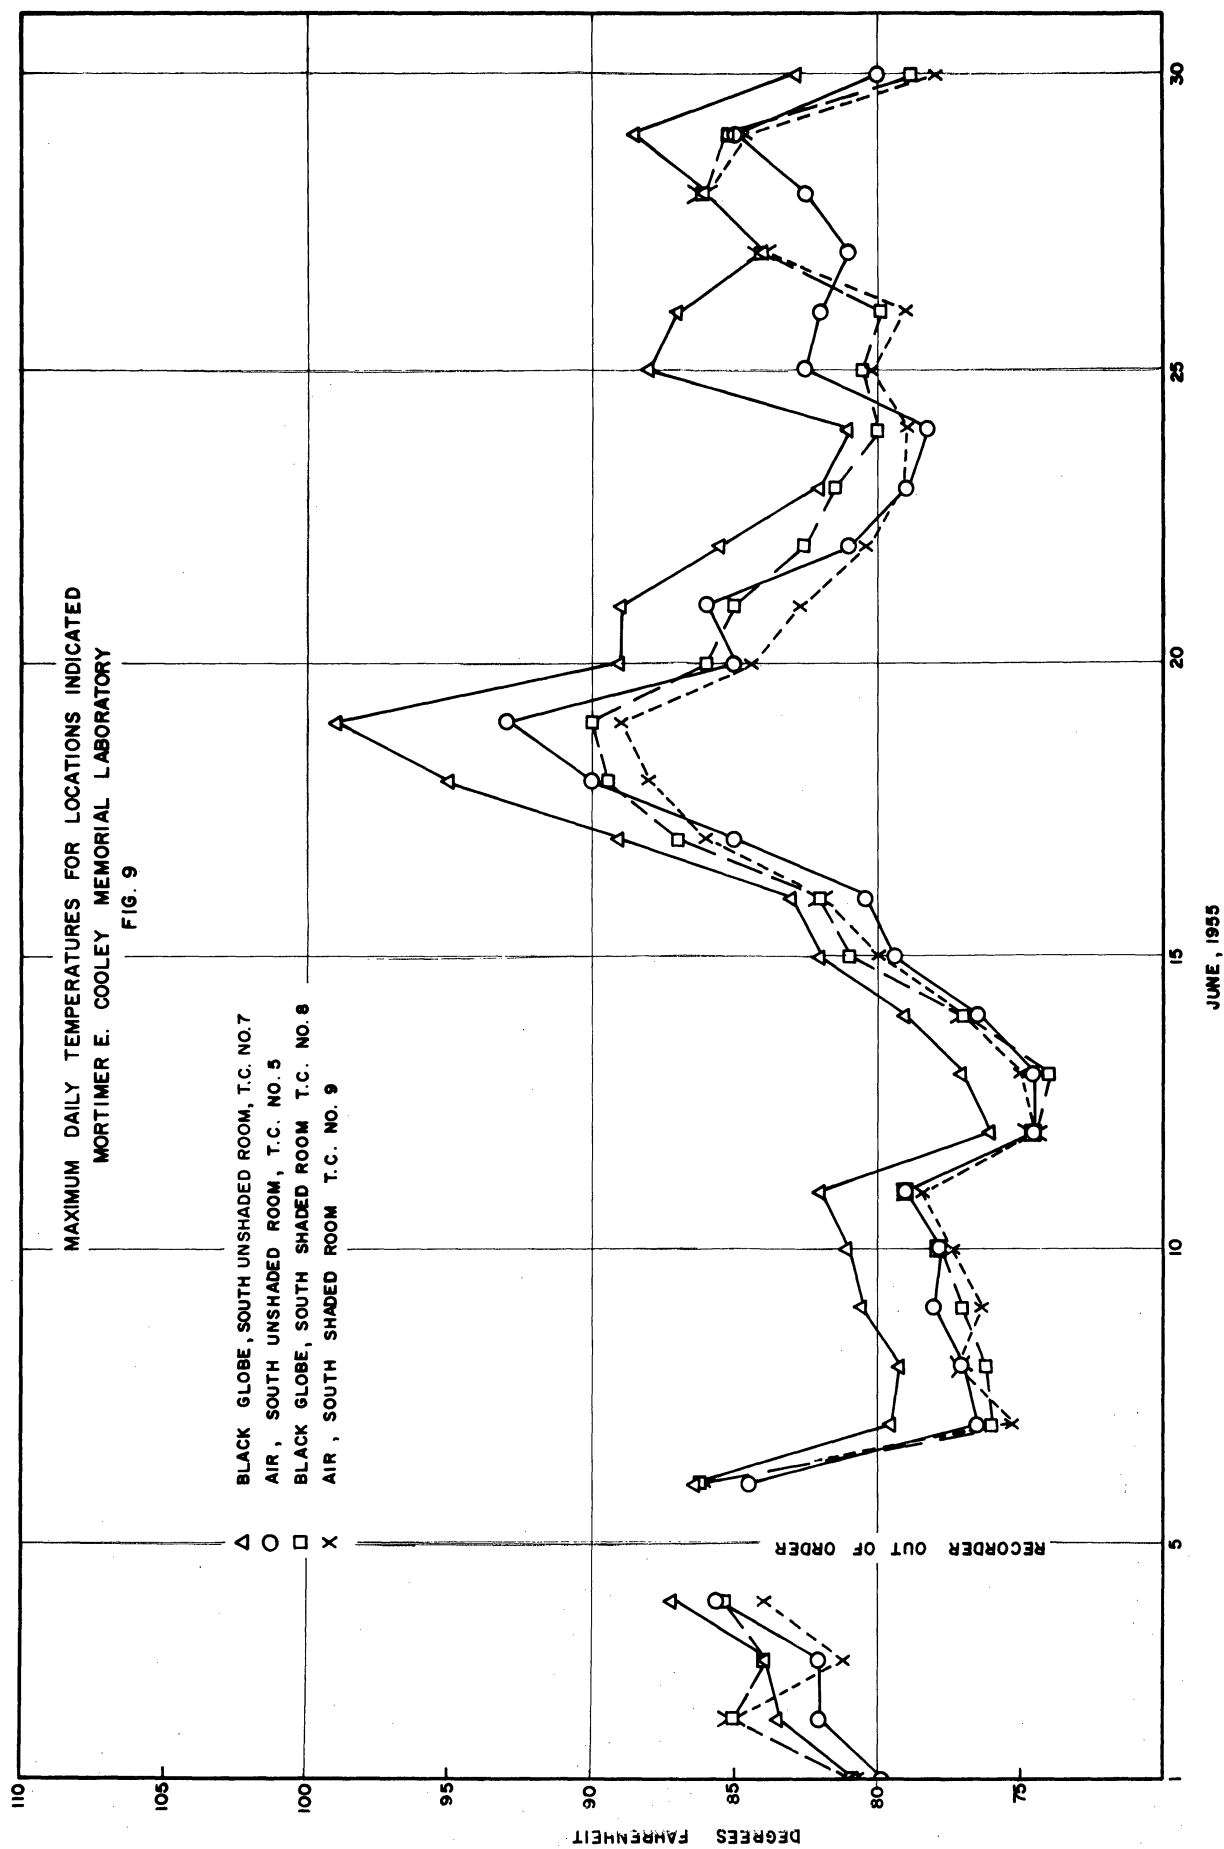 MAXIMUM DAILY TEMPERATURES FOR LOCATIONS INDICATED
MORTIMER E. COOLEY MEMORIAL LABORATORY
FIG. 9
△ BLACK GLOBE, SOUTH UNSHADED ROOM, T.C. NO.7
○ AIR, SOUTH UNSHADED ROOM, T.C. NO. 5
□ BLACK GLOBE, SOUTH SHADED ROOM T.C. NO. 8
× AIR, SOUTH SHADED ROOM T.C. NO. 9
110
105
100
95
90
85
80
75
DEGREES FAHRENHEIT
RECORDER OUT OF ORDER
1 5 10 15 20 25 30
JUNE, 1955